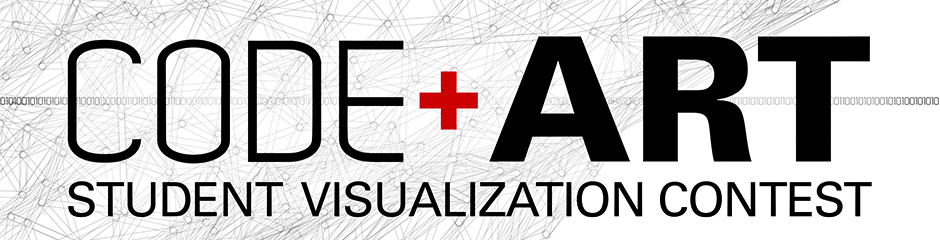 CODE+ART
STUDENT VISUALIZATION CONTEST